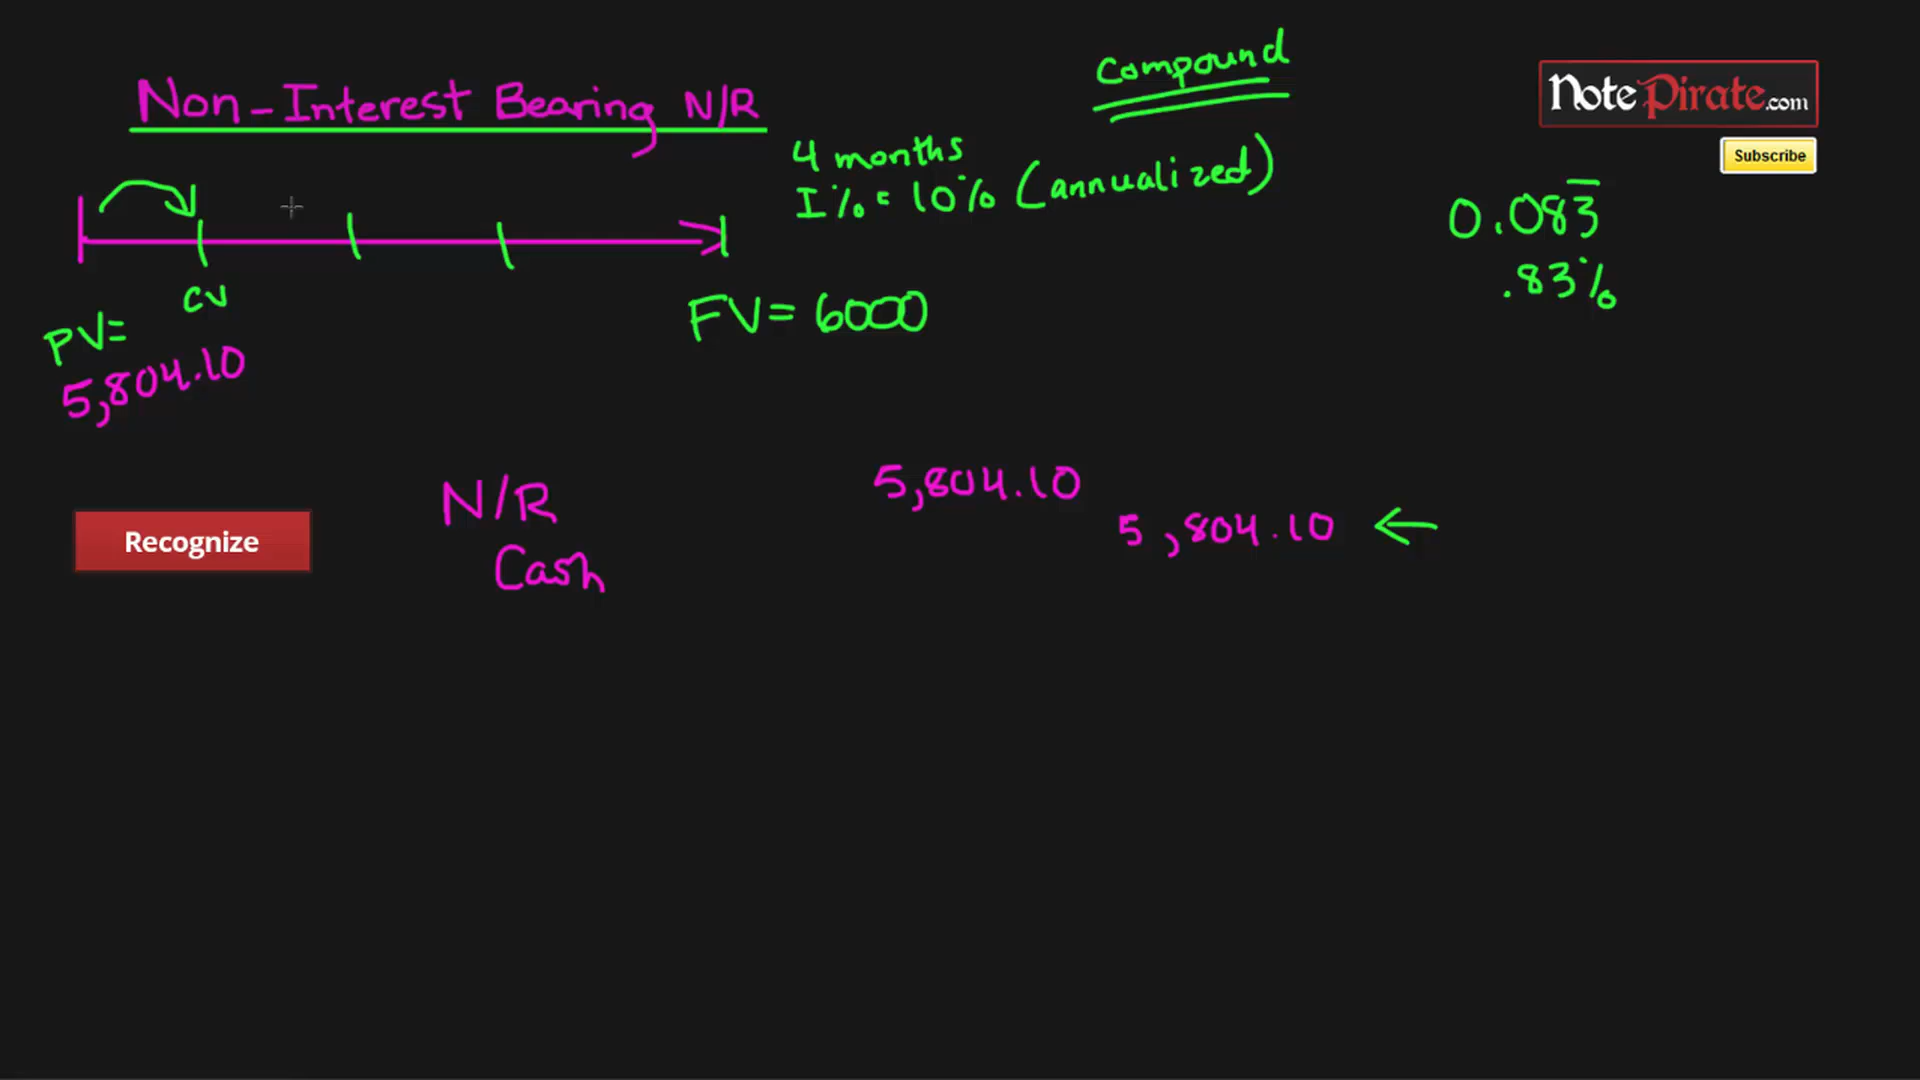 Compound
Non-Interest Bearing N/R
NotePirate.com
Subscribe
4 months
I% = 10% (annualized)
0.083̅
.83%
CV
PV=
5,804.10
FV= 6000
N/R 5,804.10
Cash 5,804.10 ←
Recognize